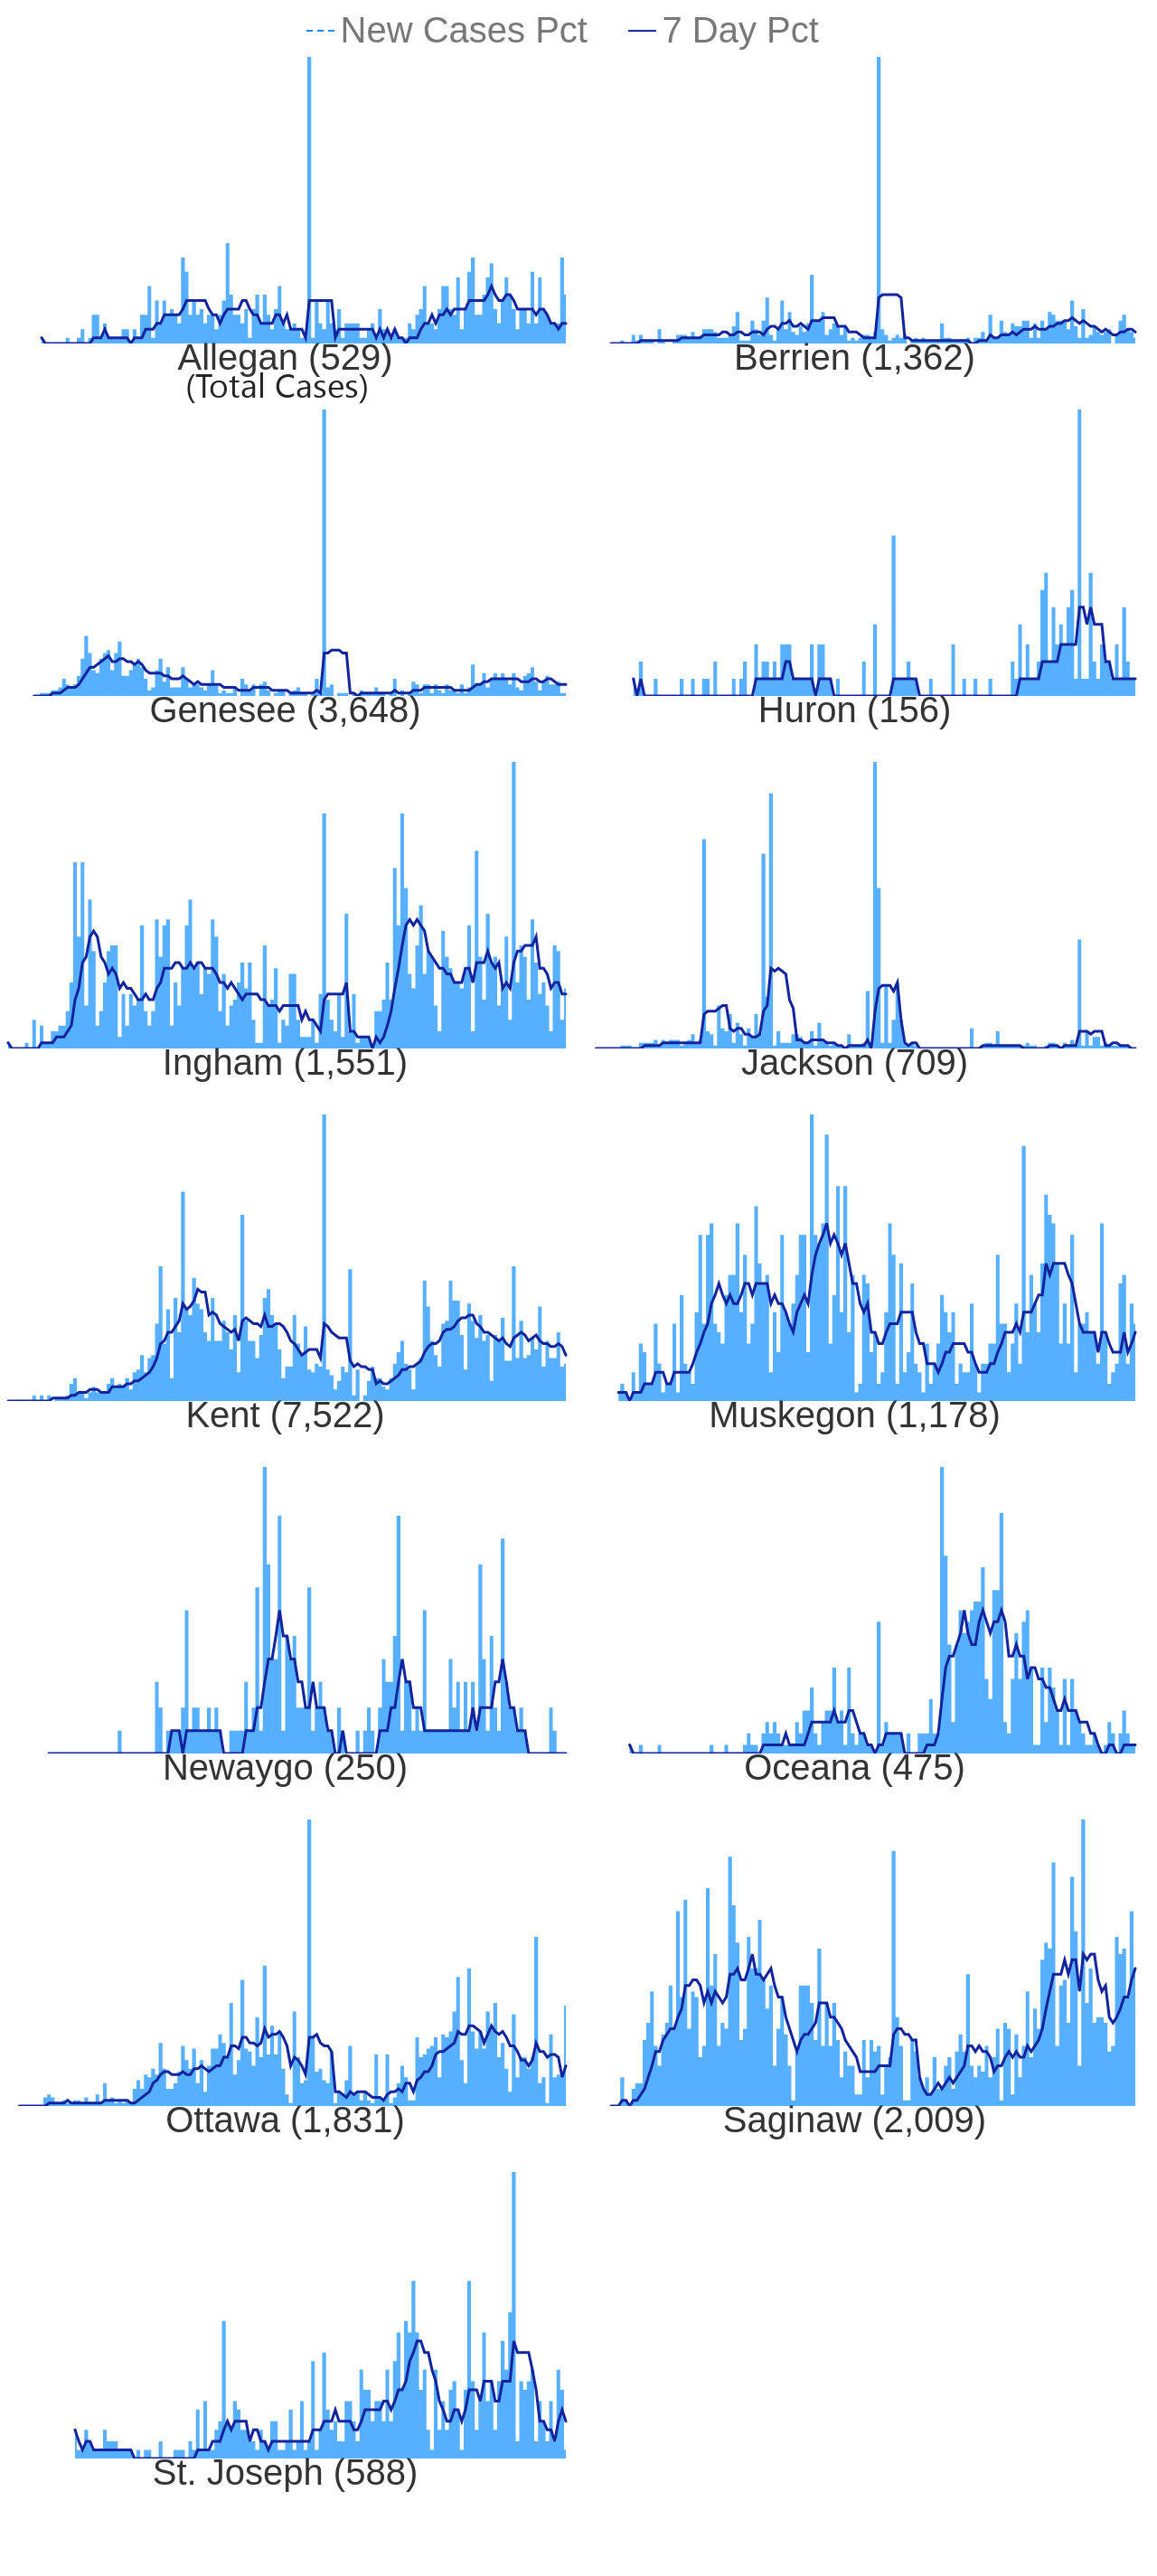 New Cases Pct 7 Day Pct
Allegan (529) Berrien (1,362)
(Total Cases)
Genesee (3,648) Huron (156)
Ingham (1,551) Jackson (709)
Kent (7,522) Muskegon (1,178)
Newaygo (250) Oceana (475)
Ottawa (1,831) Saginaw (2,009)
St. Joseph (588)